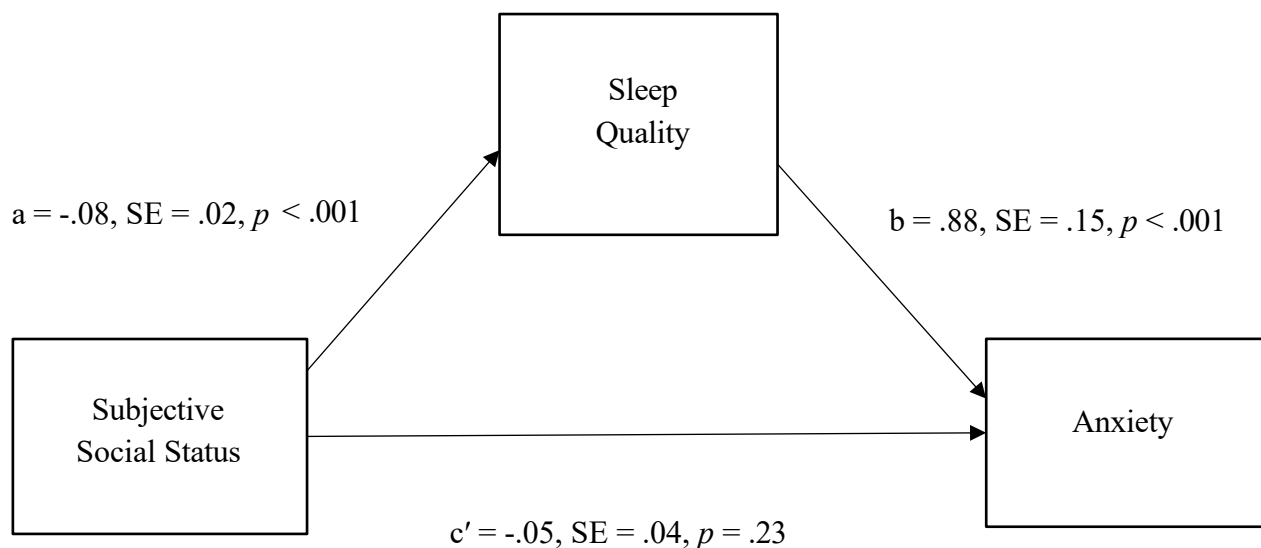 Sleep
Quality
a = -.08, SE = .02, p < .001
b = .88, SE = .15, p < .001
Subjective
Social Status
Anxiety
c′ = -.05, SE = .04, p = .23